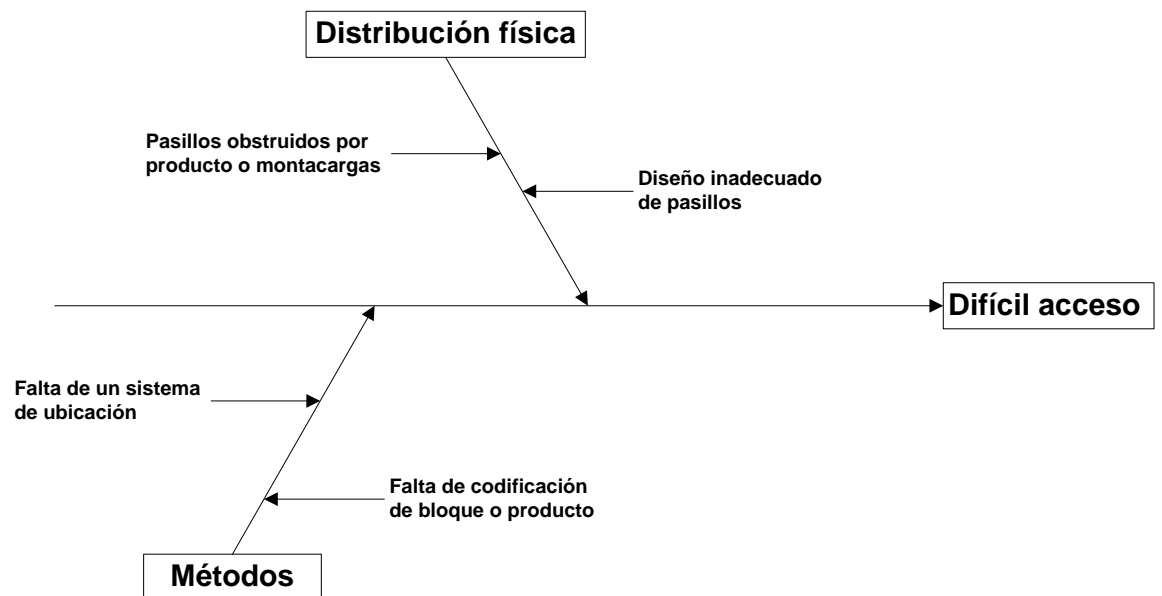 Distribución física
Pasillos obstruidos por
producto o montacargas
Diseño inadecuado
de pasillos
Difícil acceso
Falta de un sistema
de ubicación
Falta de codificación
de bloque o producto
Métodos